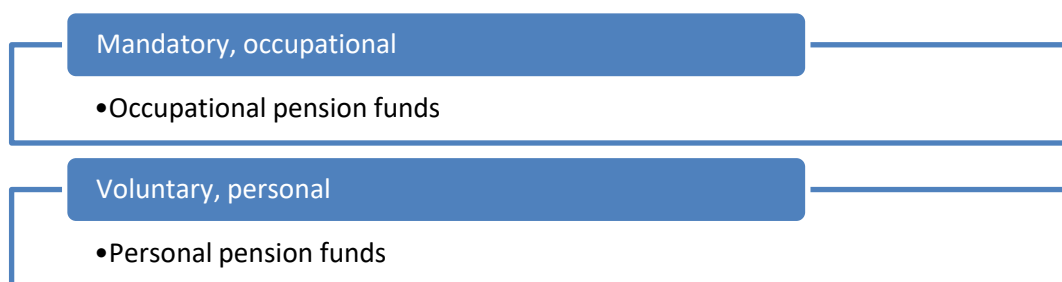 Mandatory, occupational
•Occupational pension funds
Voluntary, personal
•Personal pension funds